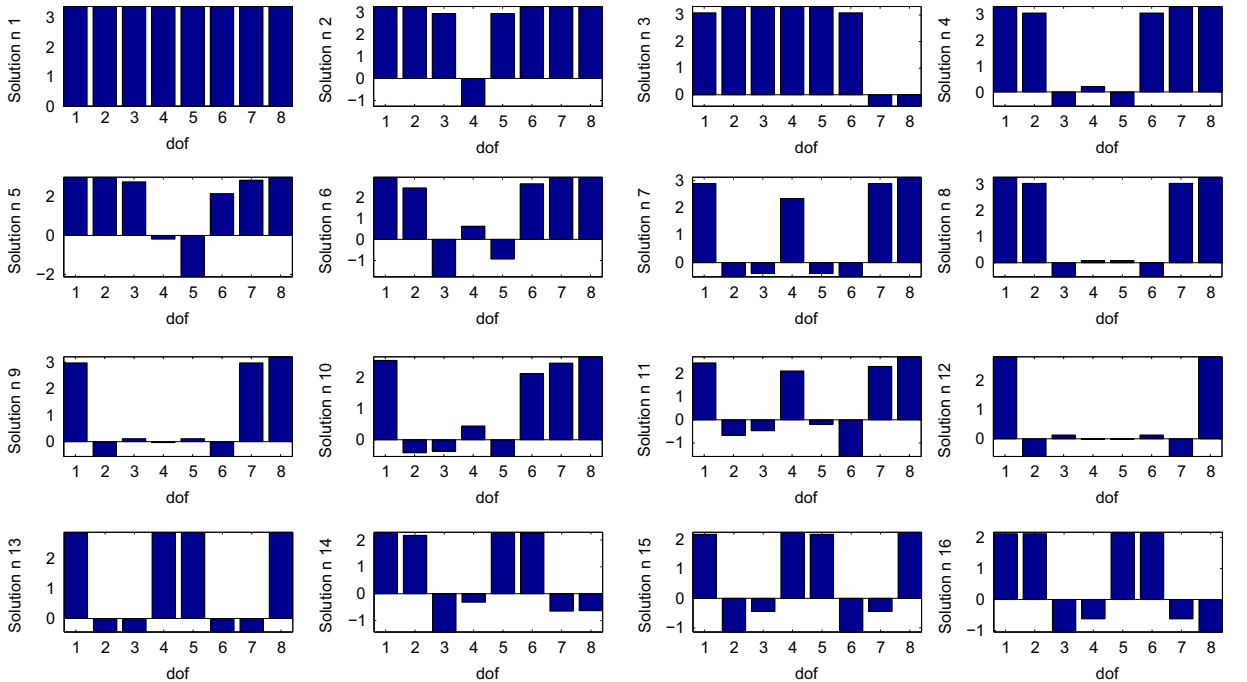 Solution n 1
3
2
1
0
1 2 3 4 5 6 7 8
dof
Solution n 2
3
2
1
0
−1
1 2 3 4 5 6 7 8
dof
Solution n 3
3
2
1
0
1 2 3 4 5 6 7 8
dof
Solution n 4
3
2
1
0
1 2 3 4 5 6 7 8
dof
Solution n 5
2
0
−2
1 2 3 4 5 6 7 8
dof
Solution n 6
2
1
0
−1
1 2 3 4 5 6 7 8
dof
Solution n 7
3
2
1
0
1 2 3 4 5 6 7 8
dof
Solution n 8
3
2
1
0
1 2 3 4 5 6 7 8
dof
Solution n 9
3
2
1
0
1 2 3 4 5 6 7 8
dof
Solution n 10
2
1
0
1 2 3 4 5 6 7 8
dof
Solution n 11
2
1
0
−1
1 2 3 4 5 6 7 8
dof
Solution n 12
2
1
0
1 2 3 4 5 6 7 8
dof
Solution n 13
2
1
0
1 2 3 4 5 6 7 8
dof
Solution n 14
2
1
0
−1
1 2 3 4 5 6 7 8
dof
Solution n 15
2
1
0
−1
1 2 3 4 5 6 7 8
dof
Solution n 16
2
1
0
−1
1 2 3 4 5 6 7 8
dof